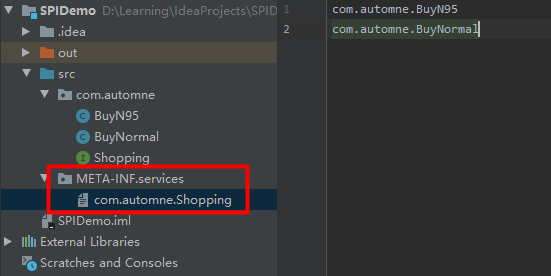 SPIDemo D:\Learning\IdeaProjects\SPID
.idea
out
src
com.automne
BuyN95
BuyNormal
Shopping
META-INF.services
com.automne.Shopping
SPIDemo.iml
External Libraries
Scratches and Consoles
1 com.automne.BuyN95
2 com.automne.BuyNormal